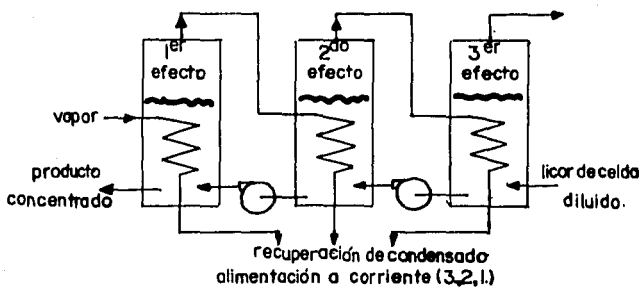 1er efecto
2do efecto
3er efecto
vapor
producto
concentrado
licor de celda
diluido.
recuperación de condensado
alimentación a corriente (3,2,1.)